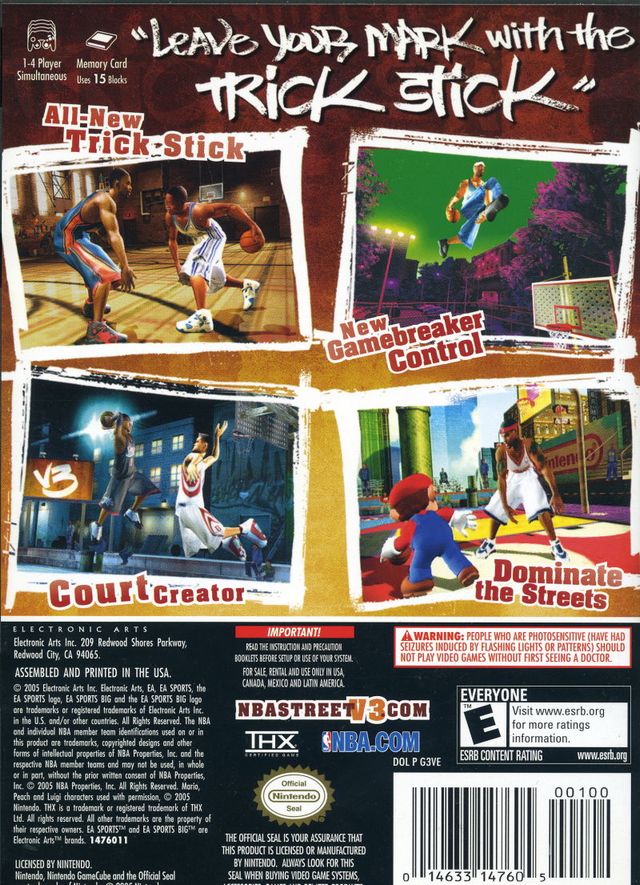 1-4 Player
Simultaneous
Memory Card
Uses 15 Blocks
"Leave Your Mark with the
Trick Stick"
All-New
Trick Stick
New
Gamebreaker
Control
V3
Court Creator
Dominate
the Streets
ELECTRONIC ARTS
Electronic Arts Inc. 209 Redwood Shores Parkway,
Redwood City, CA 94065.
ASSEMBLED AND PRINTED IN THE USA.
© 2005 Electronic Arts Inc. Electronic Arts, EA, EA SPORTS, the
EA SPORTS logo, EA SPORTS BIG and the EA SPORTS BIG logo
are trademarks or registered trademarks of Electronic Arts Inc.
in the U.S. and/or other countries. All Rights Reserved. The NBA
and individual NBA member team identifications used on or in
this product are trademarks, copyrighted designs and other
forms of intellectual properties of NBA Properties, Inc. and the
respective NBA member teams and may not be used, in whole
or in part, without the prior written consent of NBA Properties,
Inc. © 2005 NBA Properties, Inc. All Rights Reserved. Mario,
Peach and Luigi characters used with permission, © 2005
Nintendo. THX is a trademark or registered trademark of THX
Ltd. All rights reserved. All other trademarks are the property of
their respective owners. EA SPORTS™ and EA SPORTS BIG™ are
Electronic Arts™ brands. 1476011
LICENSED BY NINTENDO.
Nintendo, Nintendo GameCube and the Official Seal
IMPORTANT!
READ THE INSTRUCTION AND PRECAUTION
BOOKLETS BEFORE SETUP OR USE OF YOUR SYSTEM.
FOR SALE, RENTAL AND USE ONLY IN USA,
CANADA, MEXICO AND LATIN AMERICA.
NBASTREETV3COM
THX
CERTIFIED GAME
NBA.COM
DOL P G3VE
Official
Nintendo
Seal
THE OFFICIAL SEAL IS YOUR ASSURANCE THAT
THIS PRODUCT IS LICENSED OR MANUFACTURED
BY NINTENDO. ALWAYS LOOK FOR THIS
SEAL WHEN BUYING VIDEO GAME SYSTEMS,
WARNING: PEOPLE WHO ARE PHOTOSENSITIVE (HAVE HAD
SEIZURES INDUCED BY FLASHING LIGHTS OR PATTERNS) SHOULD
NOT PLAY VIDEO GAMES WITHOUT FIRST SEEING A DOCTOR.
EVERYONE
E
TM
Visit www.esrb.org
for more ratings
information.
ESRB CONTENT RATING
www.esrb.org
00100
0 14633 14760 5